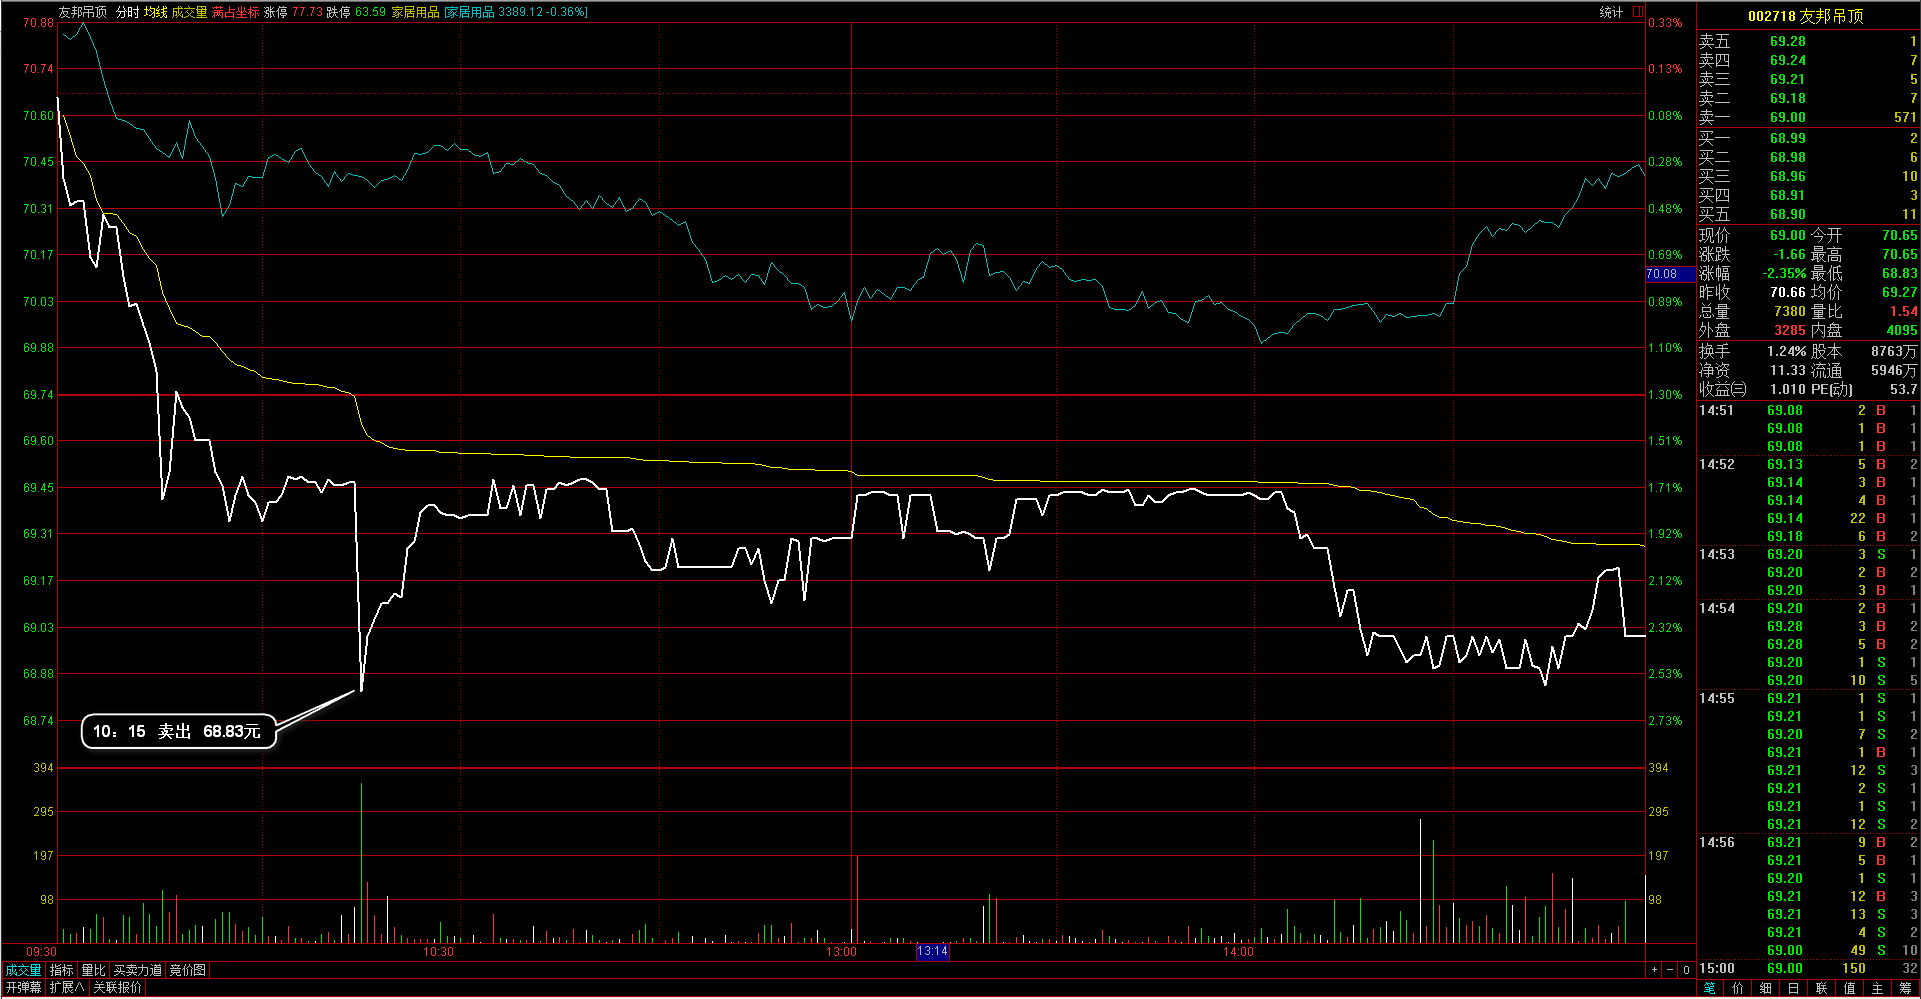 友邦吊顶 分时 均线 成交量 满占坐标 涨停 77.73 跌停 63.59 家居用品 [家居用品 3389.12 -0.36%]
统计
70.88 0.33%
70.74 0.13%
70.60 0.08%
70.45 0.28%
70.31 0.48%
70.17 0.69%
70.08
70.03 0.89%
69.88 1.10%
69.74 1.30%
69.60 1.51%
69.45 1.71%
69.31 1.92%
69.17 2.12%
69.03 2.32%
68.88 2.53%
68.74 2.73%
10：15 卖出 68.83元
394 394
295 295
197 197
98 98
09:30 10:30 13:00 13:14 14:00
成交量 指标 量比 买卖力道 竞价图
+ - 0
开弹幕 扩展∧ 关联报价
002718 友邦吊顶
卖五 69.28 1
卖四 69.24 7
卖三 69.21 5
卖二 69.18 7
卖一 69.00 571
买一 68.99 2
买二 68.98 6
买三 68.96 10
买四 68.91 3
买五 68.90 11
现价 69.00 今开 70.65
涨跌 -1.66 最高 70.65
涨幅 -2.35% 最低 68.83
昨收 70.66 均价 69.27
总量 7380 量比 1.54
外盘 3285 内盘 4095
换手 1.24% 股本 8763万
净资 11.33 流通 5946万
收益㈢ 1.010 PE(动) 53.7
14:51 69.08 2 B 1
69.08 1 B 1
69.08 1 B 1
14:52 69.13 5 B 2
69.14 3 B 1
69.14 4 B 1
69.14 22 B 1
69.18 6 B 2
14:53 69.20 3 S 1
69.20 2 B 2
69.20 3 B 1
14:54 69.20 2 B 1
69.28 3 B 2
69.28 5 B 2
69.20 1 S 1
69.20 10 S 5
14:55 69.21 1 S 1
69.21 1 S 1
69.20 7 S 2
69.21 1 B 1
69.21 12 S 3
69.21 2 S 1
69.21 1 S 1
69.21 12 S 2
14:56 69.21 9 B 2
69.21 5 B 1
69.20 1 S 1
69.21 12 B 3
69.21 13 S 3
69.21 4 S 2
69.00 49 S 10
15:00 69.00 150 32
笔 价 细 日 联 值 主 筹